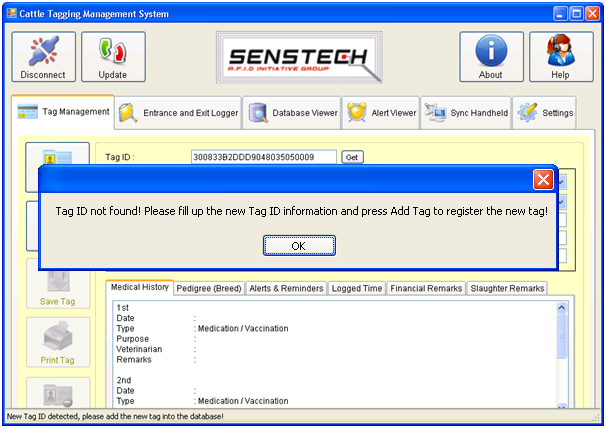 Cattle Tagging Management System
Disconnect
Update
SENSTECH
R.F.I.D INITIATIVE GROUP
About
Help
Tag Management
Entrance and Exit Logger
Database Viewer
Alert Viewer
Sync Handheld
Settings
Tag ID : 300833B2DDD9048035050009 Get
Tag ID not found! Please fill up the new Tag ID information and press Add Tag to register the new tag!
OK
Save Tag
Print Tag
Medical History Pedigree (Breed) Alerts & Reminders Logged Time Financial Remarks Slaughter Remarks
1st
Date :
Type : Medication / Vaccination
Purpose :
Veterinarian :
Remarks :
2nd
Date :
Type : Medication / Vaccination
New Tag ID detected, please add the new tag into the database!